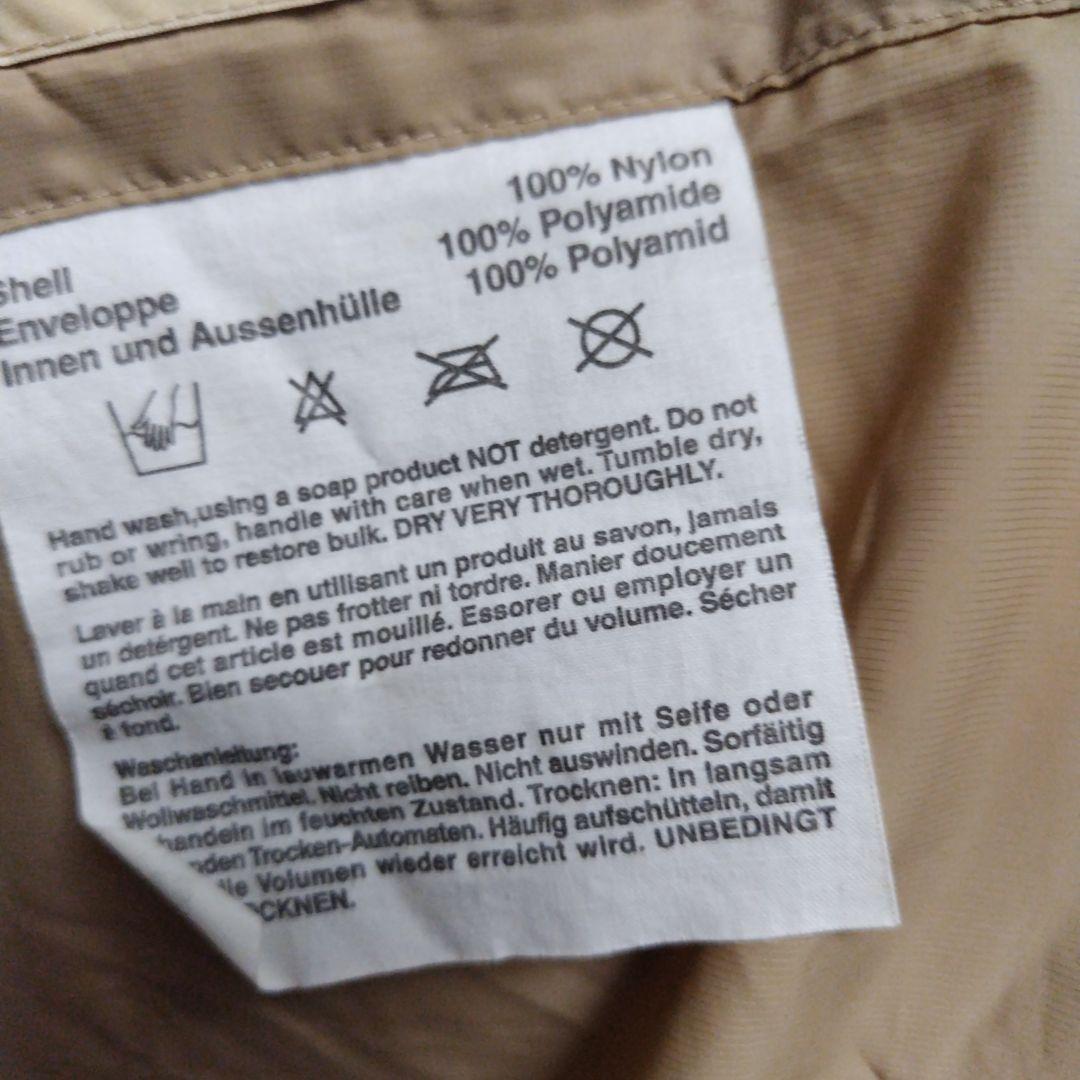 Shell
Enveloppe
Innen und Aussenhülle
100% Nylon
100% Polyamide
100% Polyamid
Hand wash,using a soap product NOT detergent. Do not
rub or wring, handle with care when wet. Tumble dry,
shake well to restore bulk. DRY VERY THOROUGHLY.
Laver à la main en utilisant un produit au savon, jamais
un detérgent. Ne pas frotter ni tordre. Manier doucement
quand cet article est mouillé. Essorer ou employer un
séchoir. Bien secouer pour redonner du volume. Sécher
à fond.
Waschanleitung:
Bei Hand in lauwarmen Wasser nur mit Seife oder
Wollwaschmittel. Nicht reiben. Nicht auswinden. Sorfäitig
handeln im feuchten Zustand. Trocknen: In langsam
nden Trocken-Automaten. Häufig aufschütteln, damit
lle Volumen wieder erreicht wird. UNBEDINGT
OCKNEN.